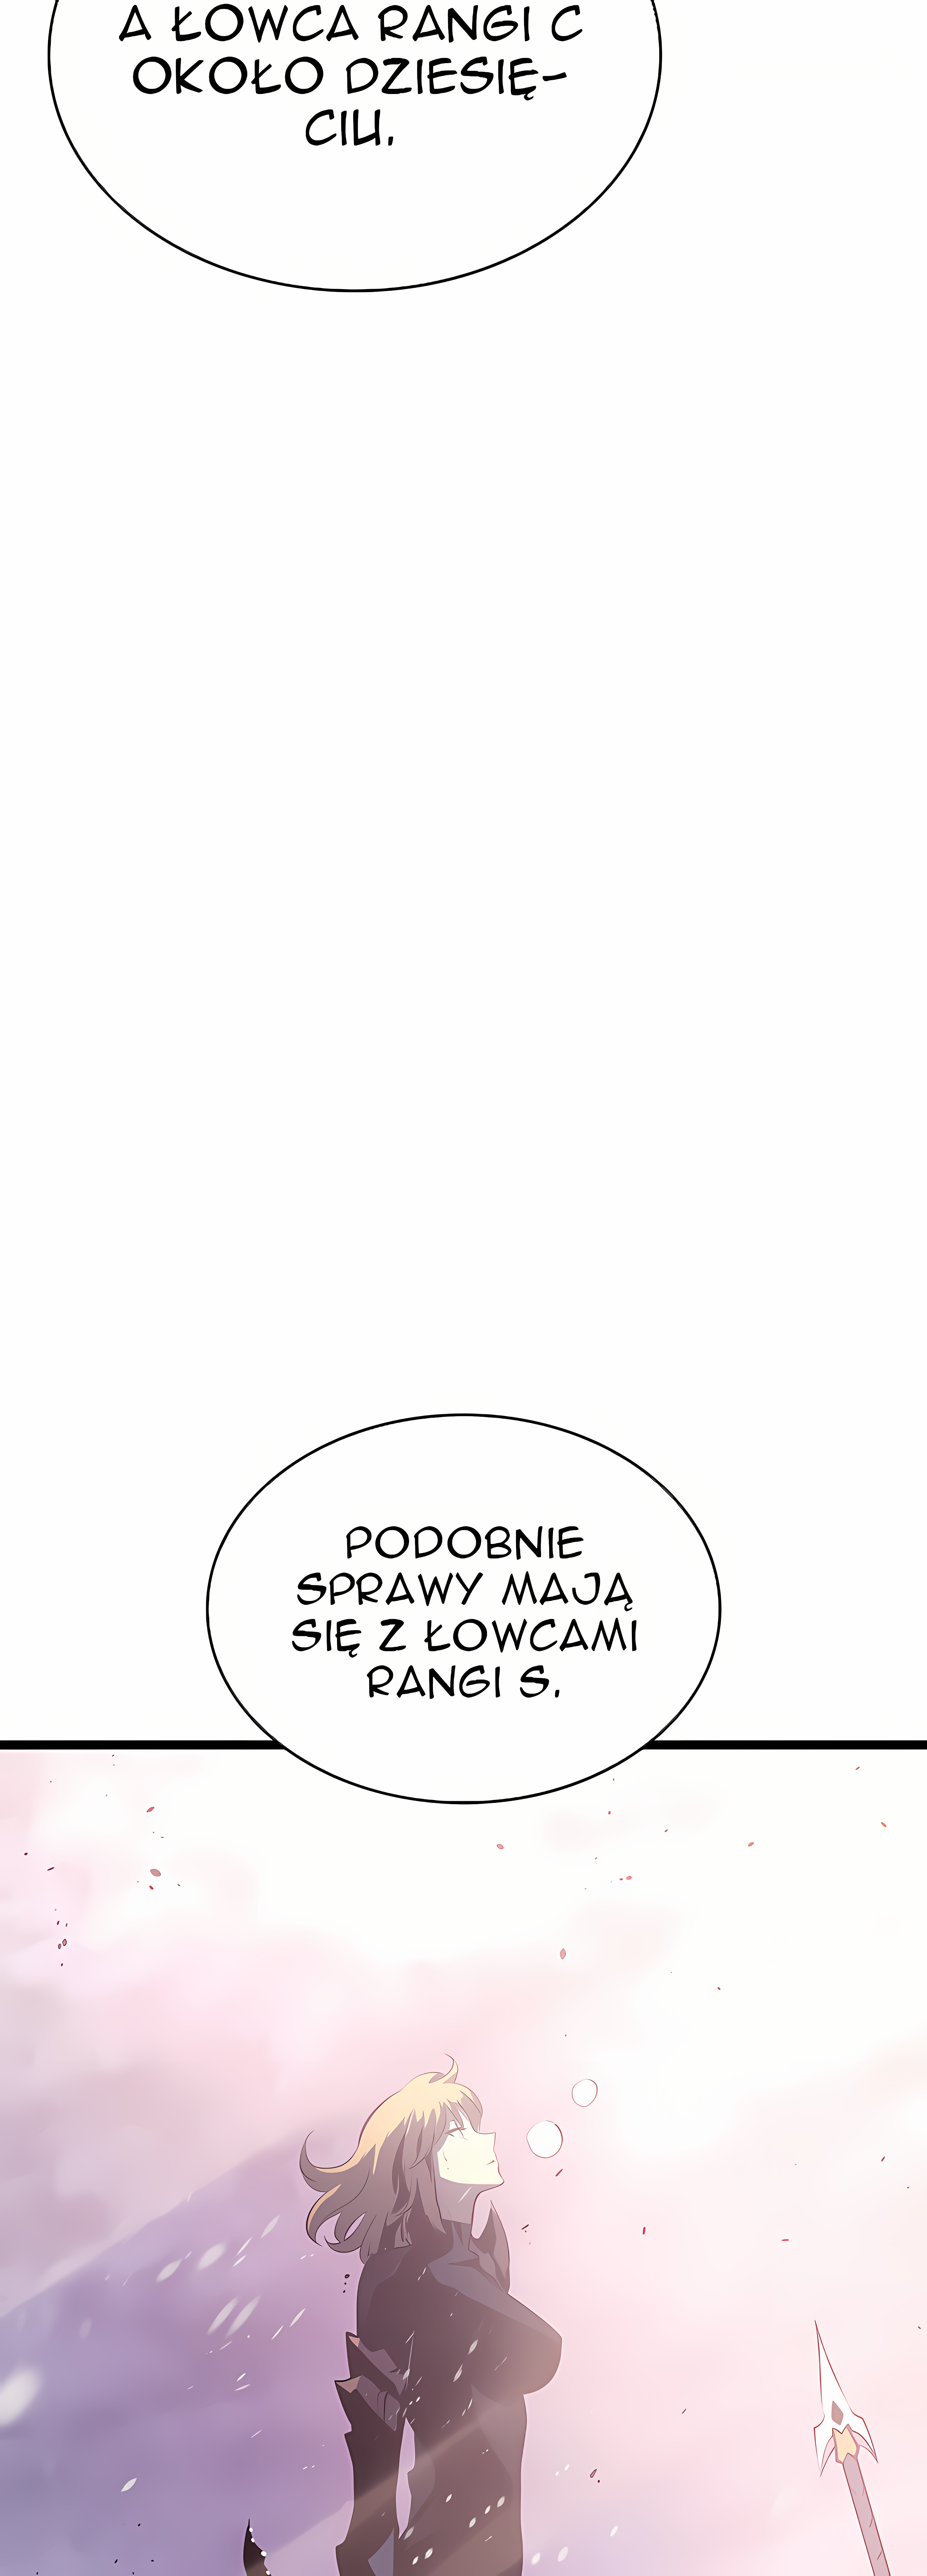 A ŁOWCA RANGI C
OKOŁO DZIESIĘ-
CIU.
PODOBNIE
SPRAWY MAJĄ
SIĘ Z ŁOWCAMI
RANGI S.